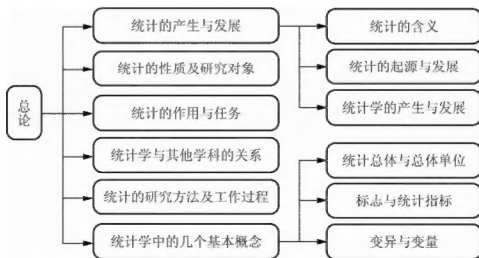 总论
统计的产生与发展
统计的性质及研究对象
统计的作用与任务
统计学与其他学科的关系
统计的研究方法及工作过程
统计学中的几个基本概念
统计的含义
统计的起源与发展
统计学的产生与发展
统计总体与总体单位
标志与统计指标
变异与变量